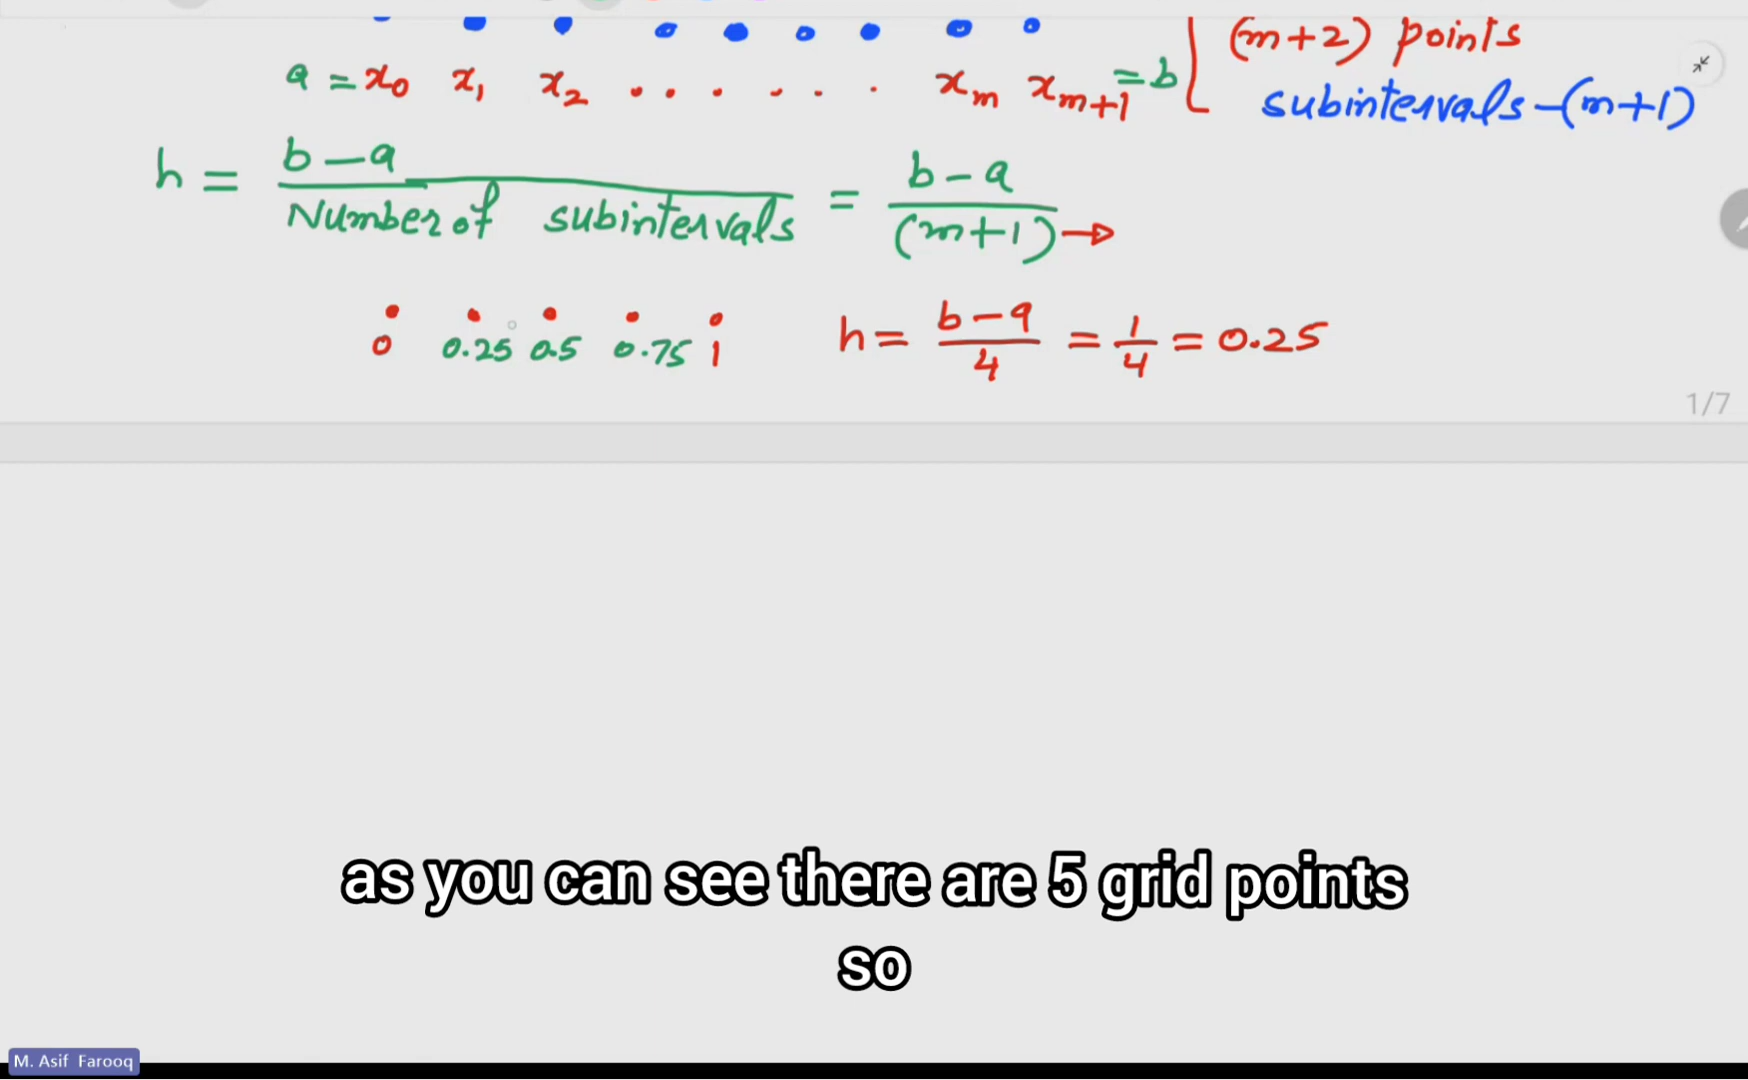 (m+2) points
a = x₀ x₁ x₂ . . . . . . . xₘ xₘ₊₁ = b
subintervals - (m+1)
h = b-a / Number of subintervals = b-a / (m+1) →
0 0.25 0.5 0.75 1 h = b-a / 4 = 1/4 = 0.25
1/7
as you can see there are 5 grid points
so
M. Asif Farooq